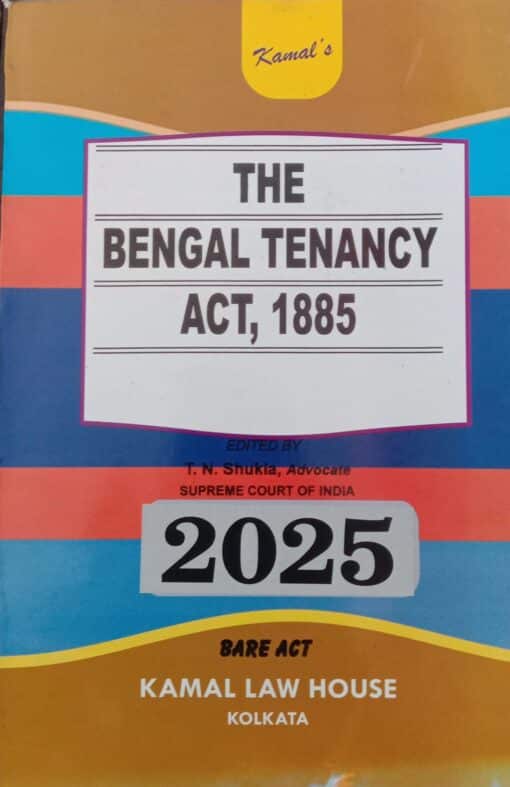 Kamal's
THE
BENGAL TENANCY
ACT, 1885
EDITED BY
T. N. Shukla, Advocate
SUPREME COURT OF INDIA
2025
BARE ACT
KAMAL LAW HOUSE
KOLKATA